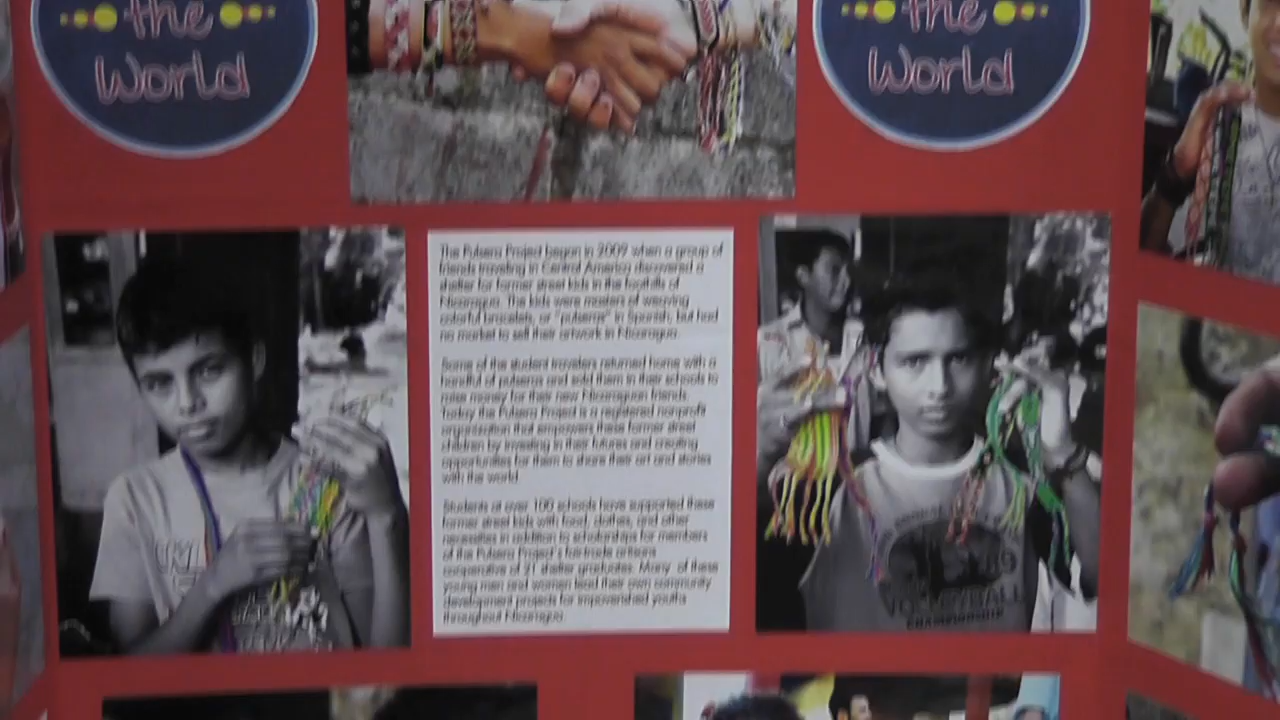 the
World
the
World
The Pulsera Project began in 2009 when a group of
friends traveling in Central America discovered a
shelter for former street kids in the foothills of
Nicaragua. The kids were masters of weaving
colorful bracelets, or "pulseras" in Spanish, but had
no market to sell their artwork in Nicaragua.
Some of the student travelers returned home with a
handful of pulseras and sold them in their schools to
raise money for their new Nicaraguan friends.
Today the Pulsera Project is a registered nonprofit
organization that empowers these former street
children by investing in their futures and creating
opportunities for them to share their art and stories
with the world.
Students at over 100 schools have supported these
former street kids with food, clothes, and other
necessities in addition to scholarships for members
of the Pulsera Project's fair-trade artisans
cooperative of 21 shelter graduates. Many of these
young men and women lead their own community
development projects for impoverished youths
throughout Nicaragua.
VOLLEYBALL
CHAMPIONSHIP